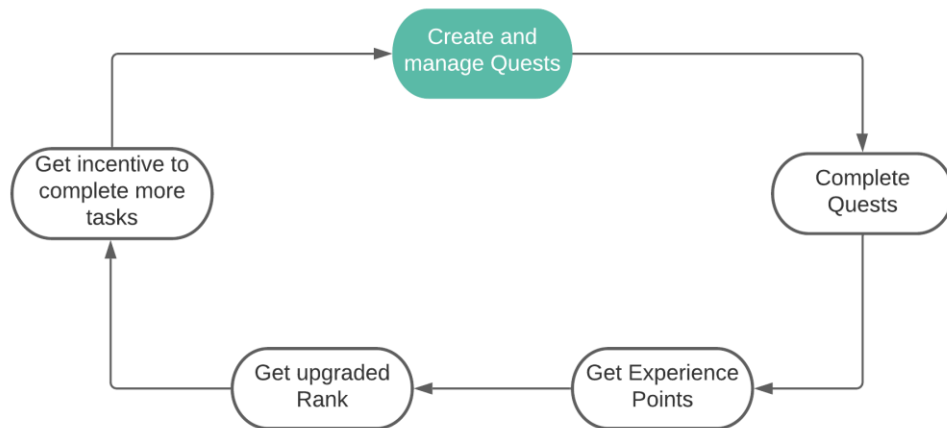 Create and
manage Quests
Get incentive to
complete more
tasks
Complete
Quests
Get upgraded
Rank
Get Experience
Points